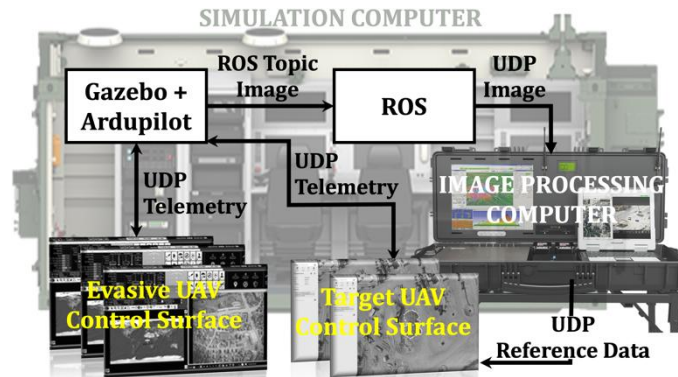 SIMULATION COMPUTER
ROS Topic
Image
UDP
Image
Gazebo +
Ardupilot
ROS
UDP
Telemetry
UDP
Telemetry
IMAGE PROCESSING
COMPUTER
Evasive UAV
Control Surface
Target UAV
Control Surface
UDP
Reference Data